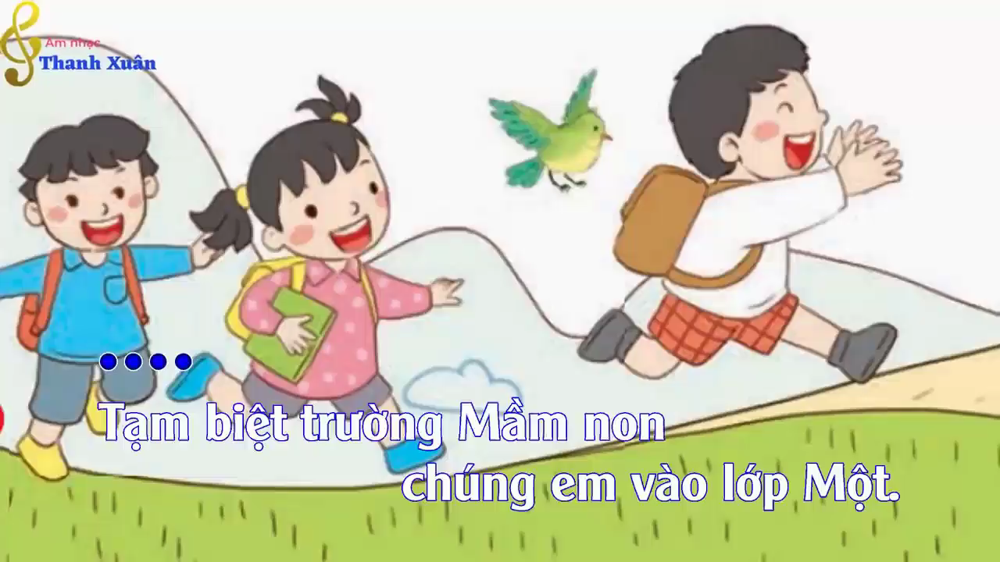 Âm nhạc
Thanh Xuân
Tạm biệt trường Mầm non
chúng em vào lớp Một.